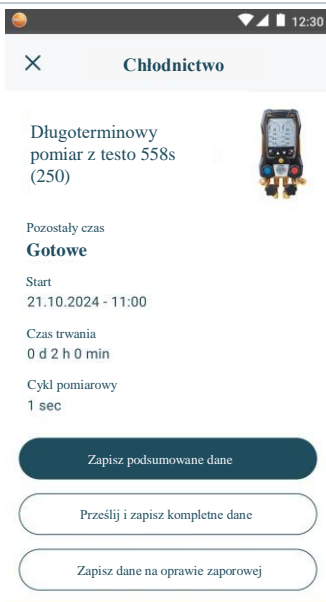 12:30
Chłodnictwo
Długoterminowy
pomiar z testo 558s
(250)
Pozostały czas
Gotowe
Start
21.10.2024 - 11:00
Czas trwania
0 d 2 h 0 min
Cykl pomiarowy
1 sec
Zapisz podsumowane dane
Prześlij i zapisz kompletne dane
Zapisz dane na oprawie zaporowej